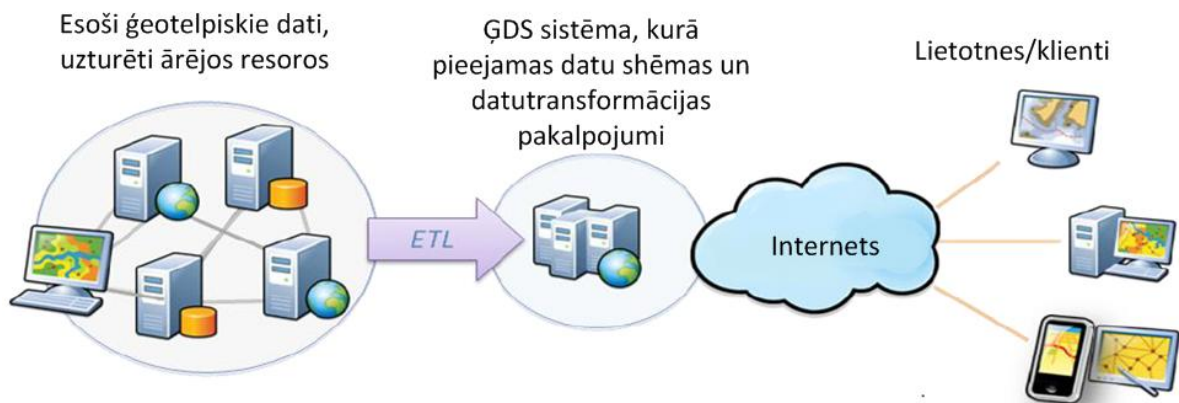 Esoši ģeotelpiskie dati,
uzturēti ārējos resoros
ĢDS sistēma, kurā
pieejamas datu shēmas un
datutransformācijas
pakalpojumi
Lietotnes/klienti
ETL
Internets